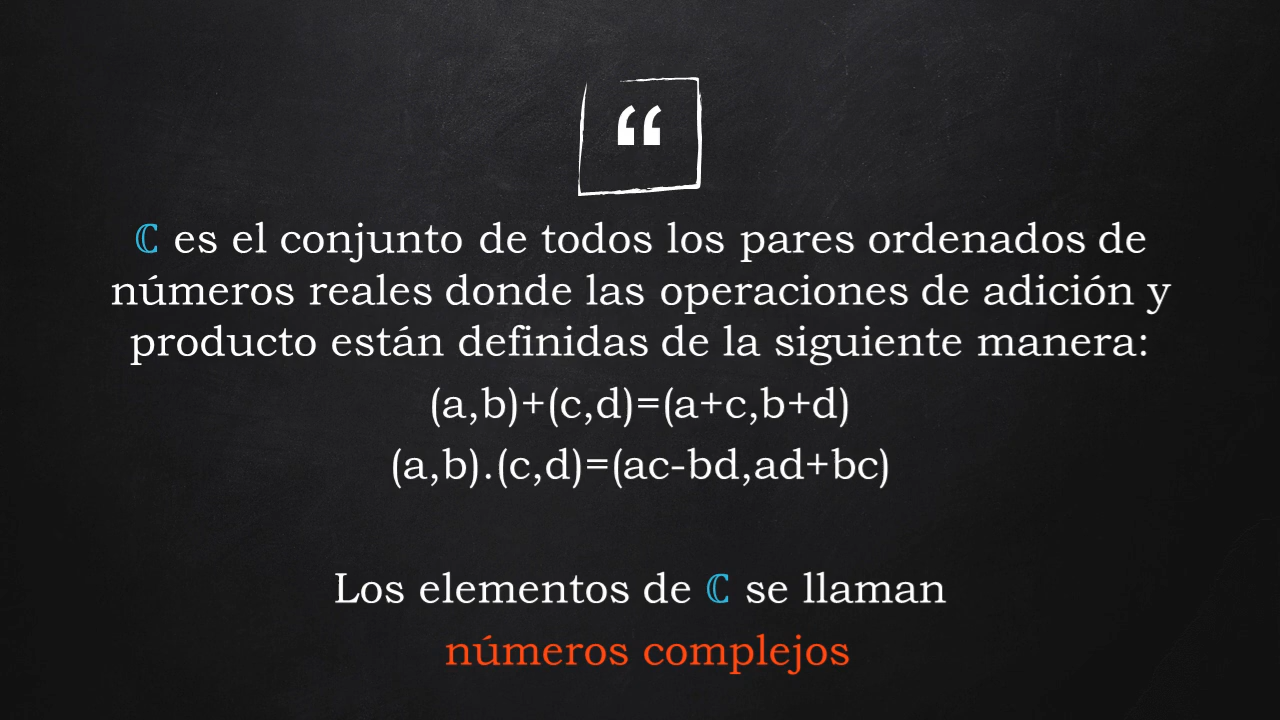 “
ℂ es el conjunto de todos los pares ordenados de
números reales donde las operaciones de adición y
producto están definidas de la siguiente manera:
(a,b)+(c,d)=(a+c,b+d)
(a,b).(c,d)=(ac-bd,ad+bc)
Los elementos de ℂ se llaman
números complejos